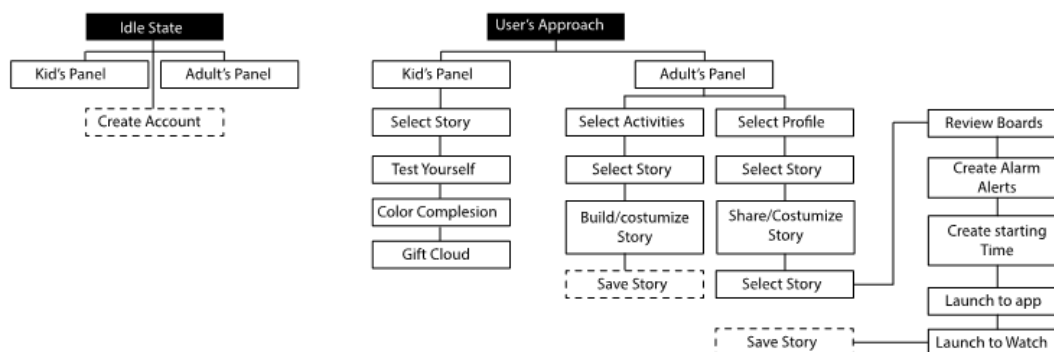 Idle State
Kid's Panel
Adult's Panel
Create Account
User's Approach
Kid's Panel
Adult's Panel
Select Story
Test Yourself
Color Complesion
Gift Cloud
Select Activities
Select Story
Build/costumize
Story
Save Story
Select Profile
Select Story
Share/Costumize
Story
Select Story
Review Boards
Create Alarm
Alerts
Create starting
Time
Launch to app
Launch to Watch
Save Story